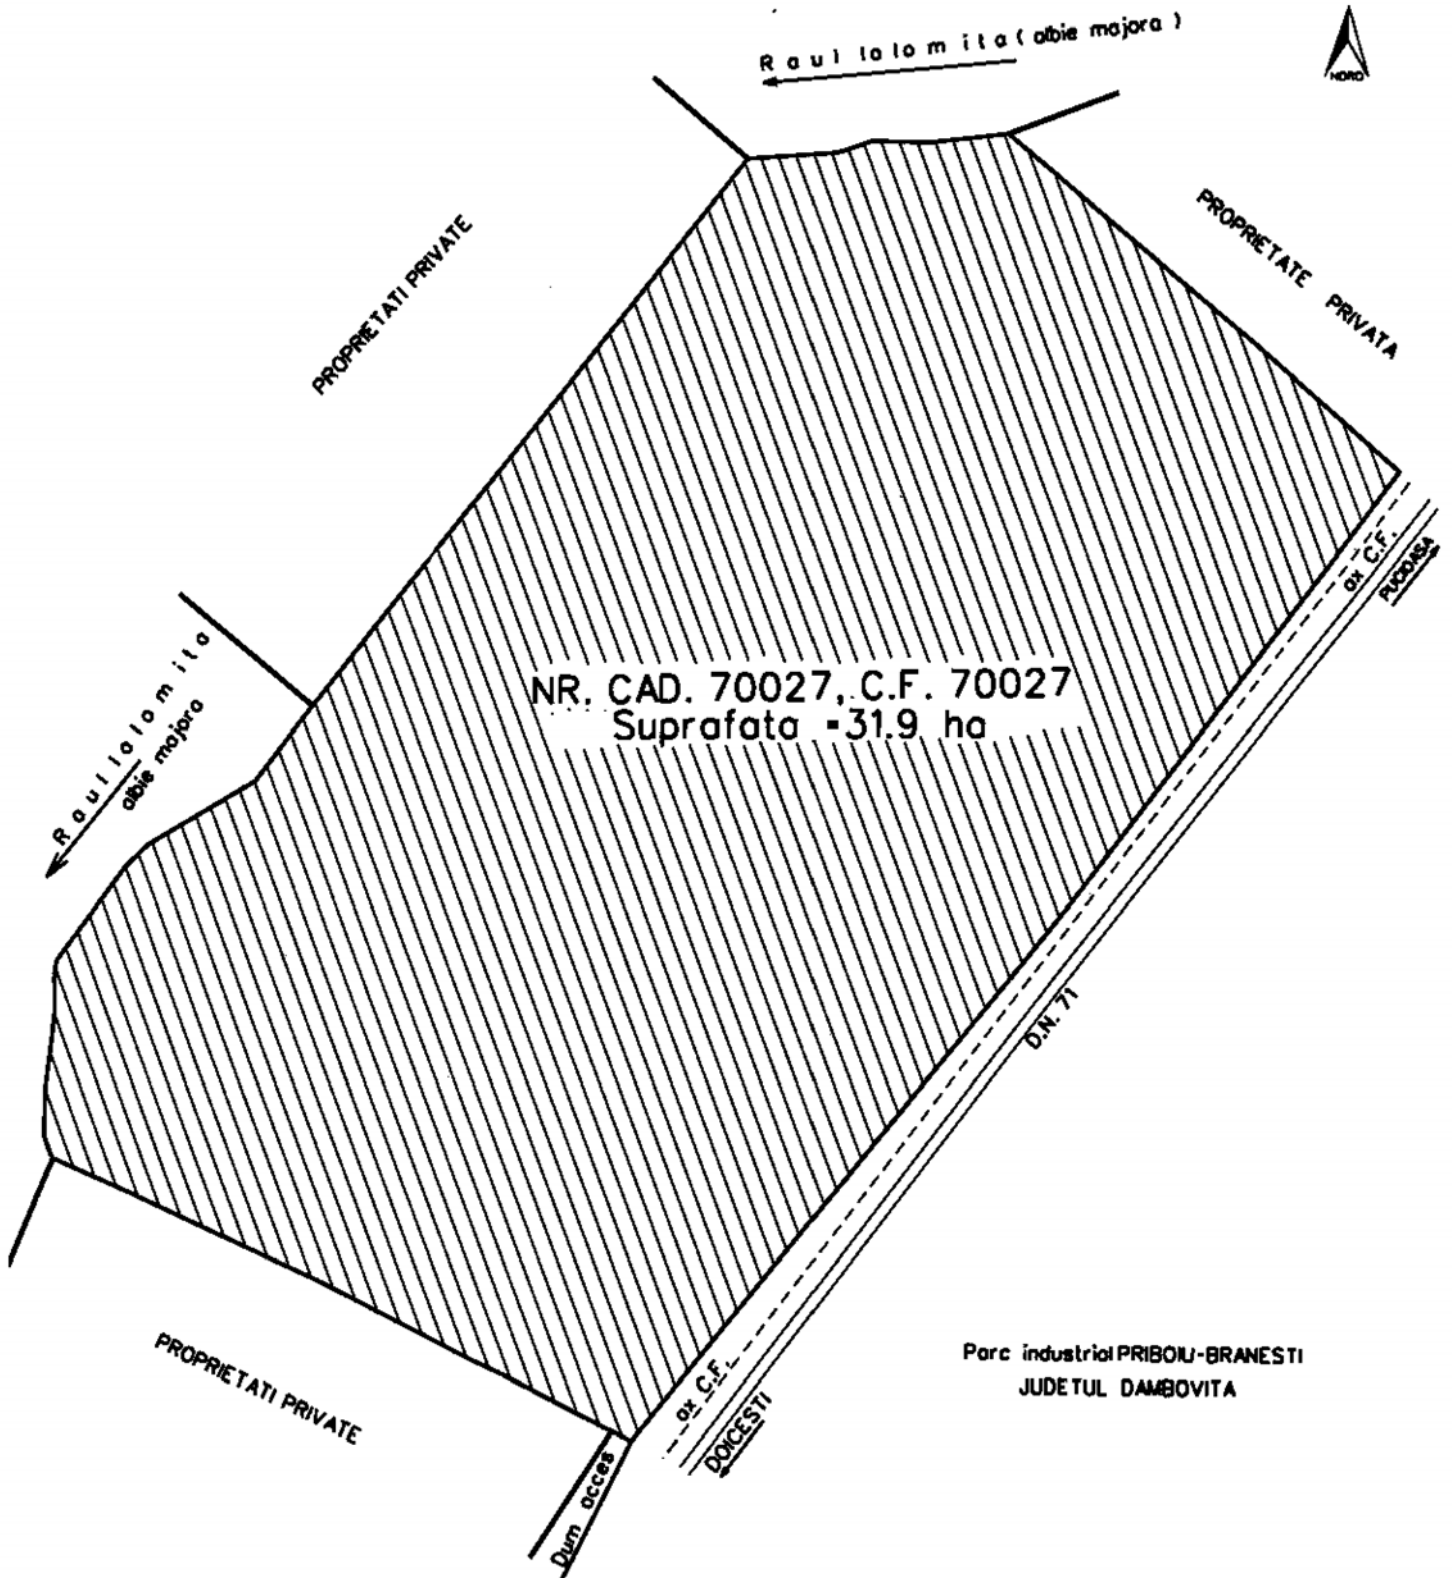 Raul Ialomita ( albie majora )
NORD
PROPRIETATI PRIVATE
PROPRIETATE PRIVATA
ax C.F.
PUCIOASA
Raul Ialomita
albie majora
NR. CAD. 70027, C.F. 70027
Suprafata =31.9 ha
D.N. 71
PROPRIETATI PRIVATE
ax C.F.
DOICESTI
Parc industrial PRIBOIU-BRANESTI
JUDETUL DAMBOVITA
Dum acces